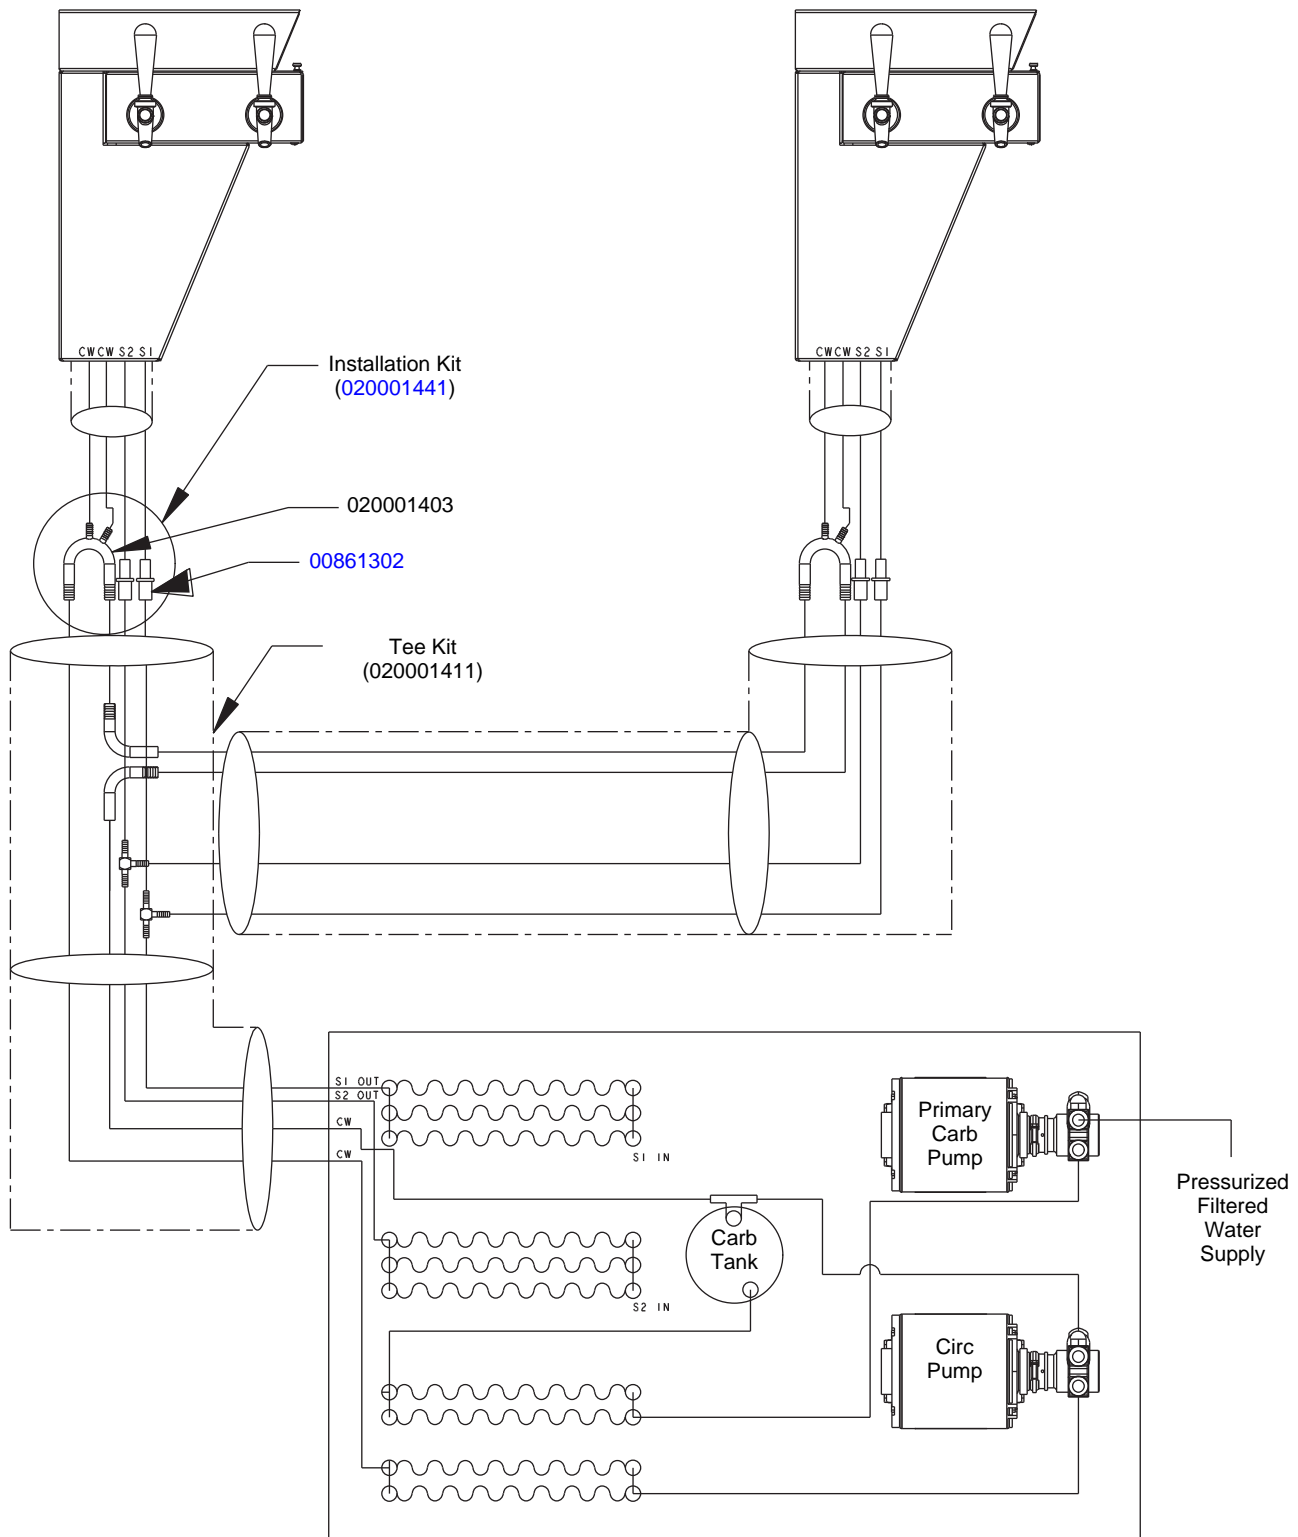 CW CW S2 S1
CW CW S2 S1
Installation Kit
(020001441)
020001403
00861302
Tee Kit
(020001411)
S1 OUT
S2 OUT
CW
CW
S1 IN
S2 IN
Primary
Carb
Pump
Carb
Tank
Circ
Pump
Pressurized
Filtered
Water
Supply